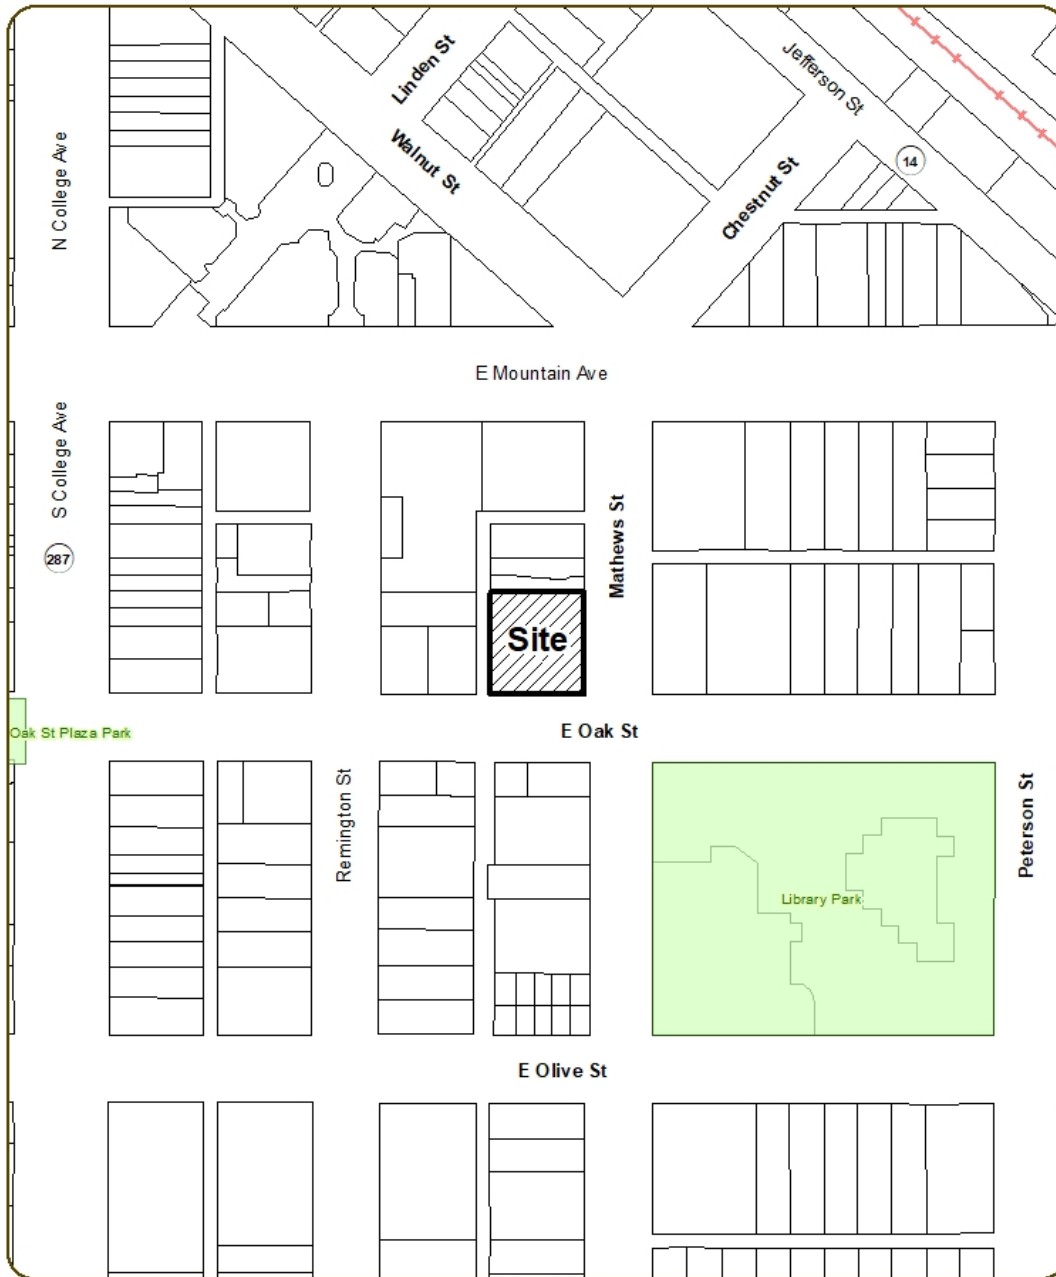 Linden St
Jefferson St
Walnut St
14
N College Ave
Chestnut St
E Mountain Ave
S College Ave
287
Mathews St
Site
E Oak St
Oak St Plaza Park
Remington St
Peterson St
Library Park
E Olive St